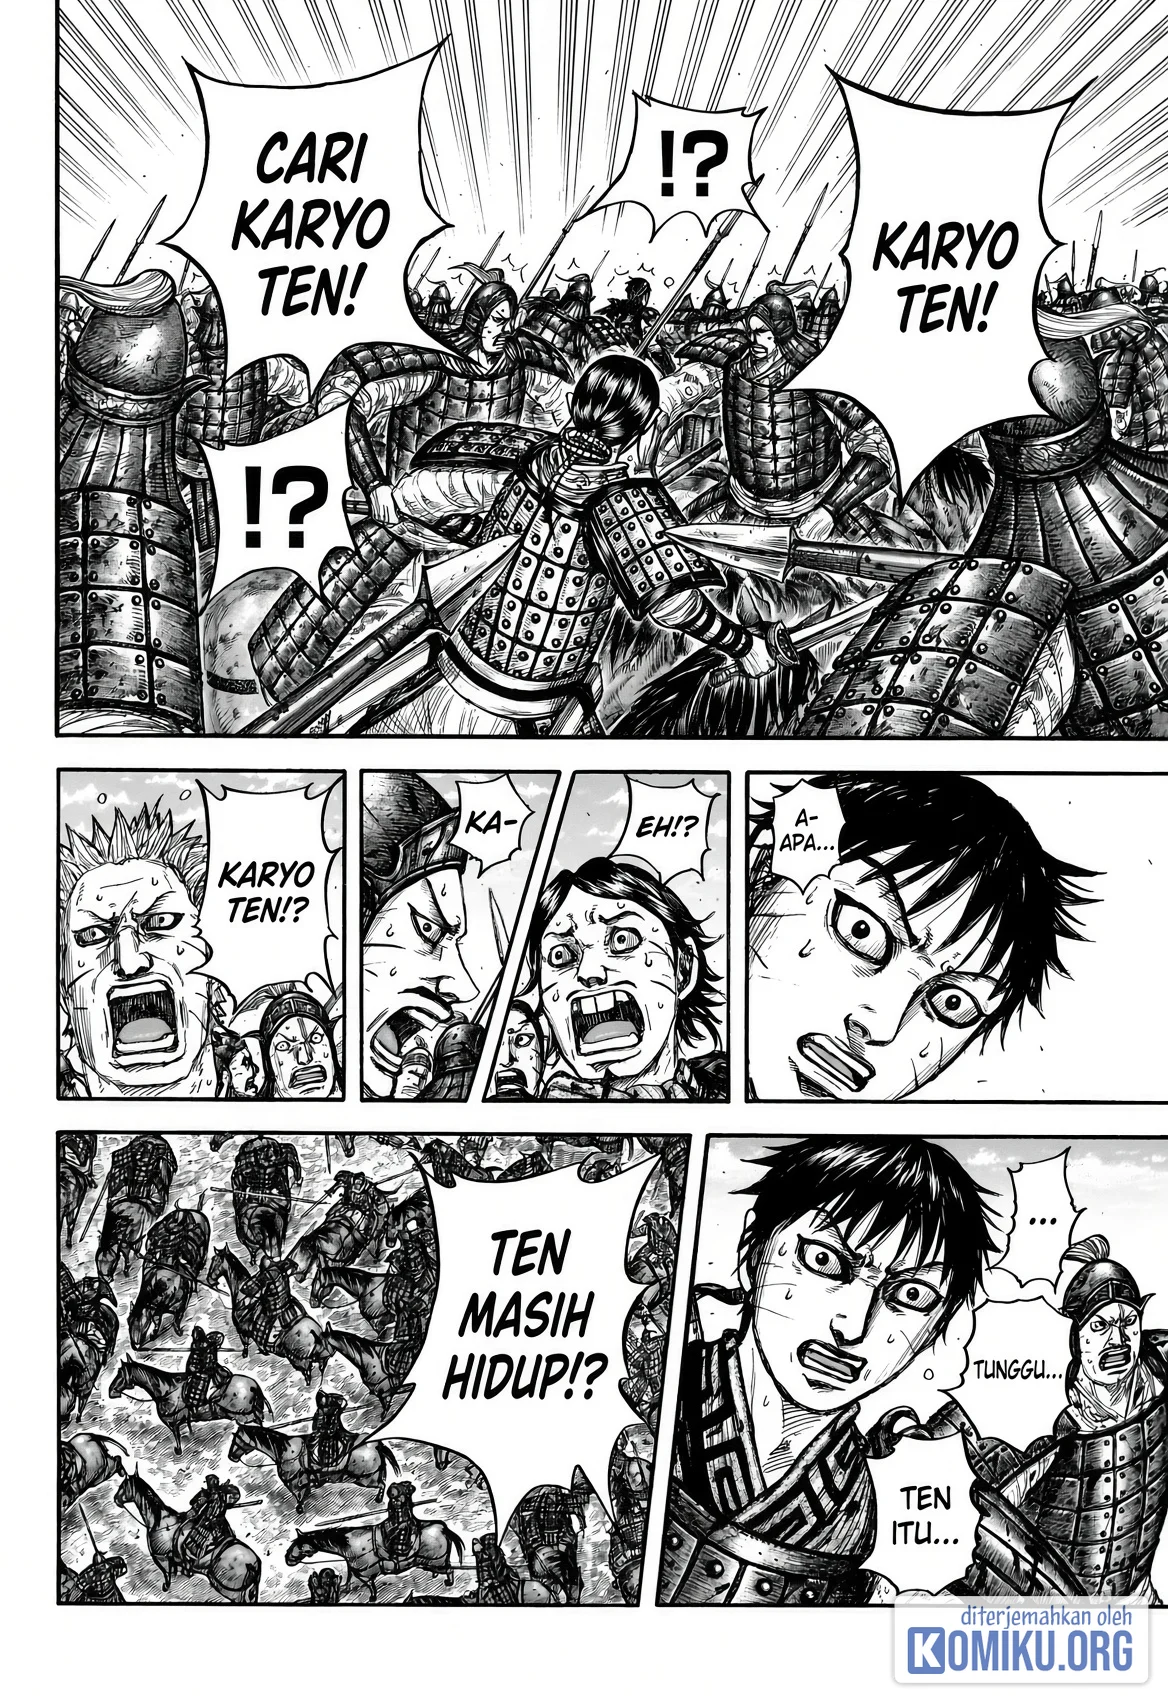 KARYO
TEN!
!?
CARI
KARYO
TEN!
!?
A-
APA...
EH!?
KA-
KARYO
TEN!?
...
TUNGGU...
TEN
ITU...
TEN
MASIH
HIDUP!?
diterjemahkan oleh
KOMIKU.ORG